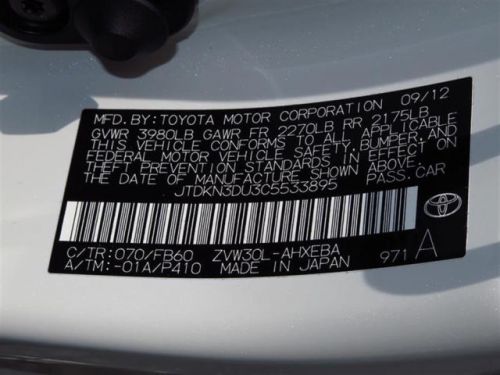 MFD. BY: TOYOTA MOTOR CORPORATION 09/12
GVWR 3980LB GAWR FR 2270LB RR 2175LB
THIS VEHICLE CONFORMS TO ALL APPLICABLE
FEDERAL MOTOR VEHICLE SAFETY, BUMPER, AND
THEFT PREVENTION STANDARDS IN EFFECT ON
THE DATE OF MANUFACTURE SHOWN ABOVE.
JTDKN3DU3C5533895 PASS. CAR
C/TR: 070/FB60 ZVW30L-AHXEBA
A/TM: -01A/P410 MADE IN JAPAN 971 A